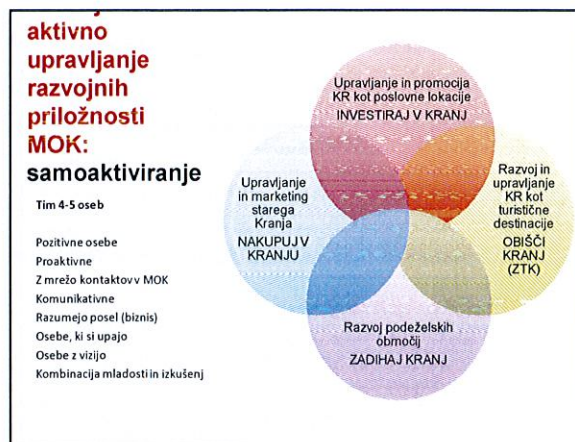 aktivno
upravljanje
razvojnih
priložnosti
MOK:
samoaktiviranje
Tim 4-5 oseb
Pozitivne osebe
Proaktivne
Z mrežo kontaktov v MOK
Komunikativne
Razumejo posel (biznis)
Osebe, ki si upajo
Osebe z vizijo
Kombinacija mladosti in izkušenj
Upravljanje in promocija
KR kot poslovne lokacije
INVESTIRAJ V KRANJ
Upravljanje
in marketing
starega
Kranja
NAKUPUJ V
KRANJU
Razvoj in
upravljanje
KR kot
turistične
destinacije
OBIŠČI
KRANJ
(ZTK)
Razvoj podeželskih
območij
ZADIHAJ KRANJ